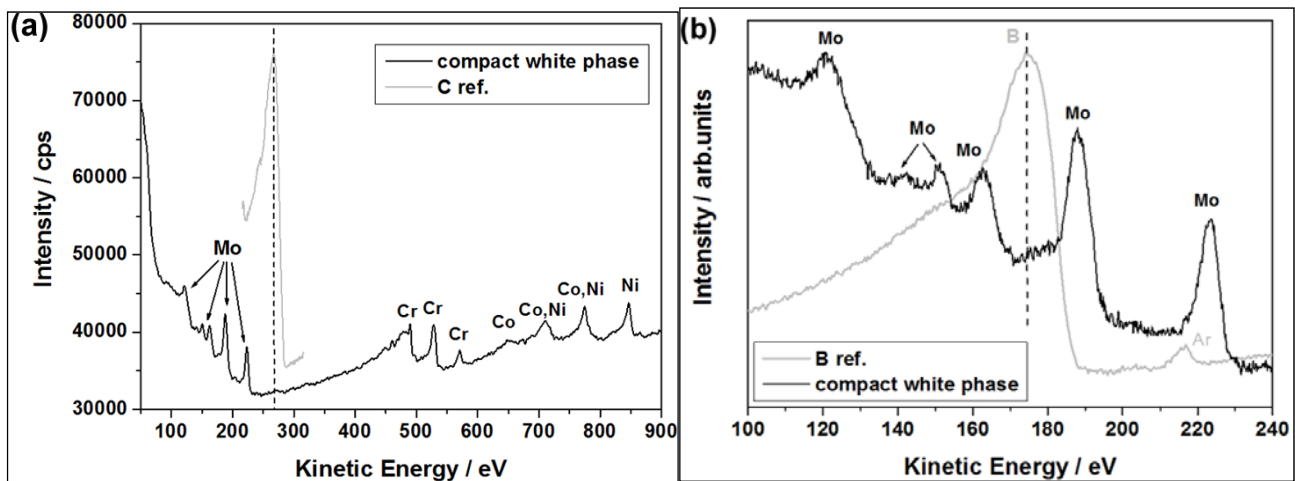 (a)
80000
70000
60000
50000
40000
30000
Intensity / cps
compact white phase
C ref.
Mo
Cr
Cr
Cr
Co
Co,Ni
Co,Ni
Ni
100 200 300 400 500 600 700 800 900
Kinetic Energy / eV
(b)
Intensity / arb.units
Mo
B
Mo
Mo
Mo
Mo
Ar
B ref.
compact white phase
100 120 140 160 180 200 220 240
Kinetic Energy / eV